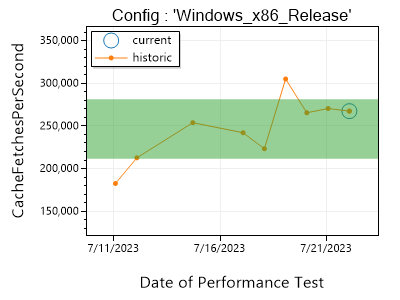 Config : 'Windows_x86_Release'
current
historic
CacheFetchesPerSecond
350,000
300,000
250,000
200,000
150,000
7/11/2023
7/16/2023
7/21/2023
Date of Performance Test